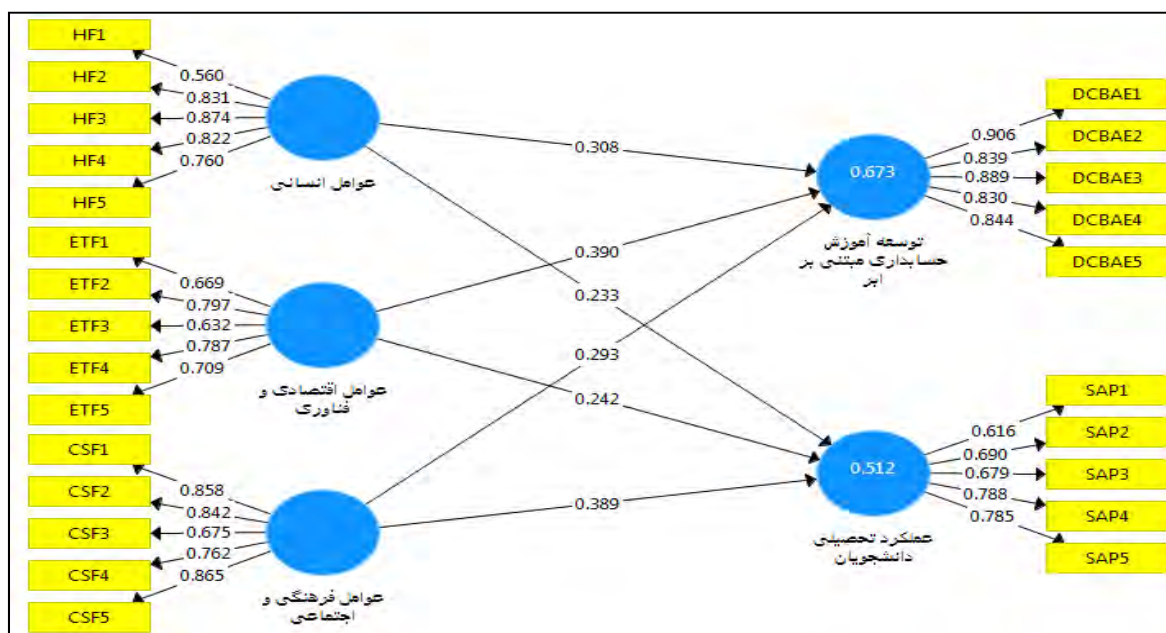 HF1
HF2
HF3
HF4
HF5
0.560
0.831
0.874
0.822
0.760
عوامل انسانی
ETF1
ETF2
ETF3
ETF4
ETF5
0.669
0.797
0.632
0.787
0.709
عوامل اقتصادی و
فناوری
CSF1
CSF2
CSF3
CSF4
CSF5
0.858
0.842
0.675
0.762
0.865
عوامل فرهنگی و
اجتماعی
0.308
0.390
0.233
0.293
0.242
0.389
0.673
توسعه آموزش
حسابداری مبتنی بر
ابر
0.906
0.839
0.889
0.830
0.844
DCBAE1
DCBAE2
DCBAE3
DCBAE4
DCBAE5
0.512
عملکرد تحصیلی
دانشجویان
0.616
0.690
0.679
0.788
0.785
SAP1
SAP2
SAP3
SAP4
SAP5